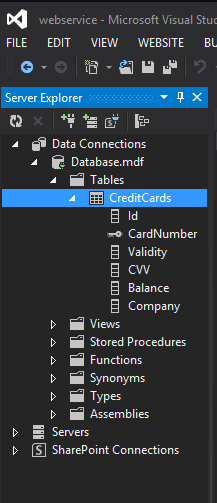 webservice - Microsoft Visual Stud
FILE EDIT VIEW WEBSITE BU
Server Explorer
Data Connections
Database.mdf
Tables
CreditCards
Id
CardNumber
Validity
CVV
Balance
Company
Views
Stored Procedures
Functions
Synonyms
Types
Assemblies
Servers
SharePoint Connections